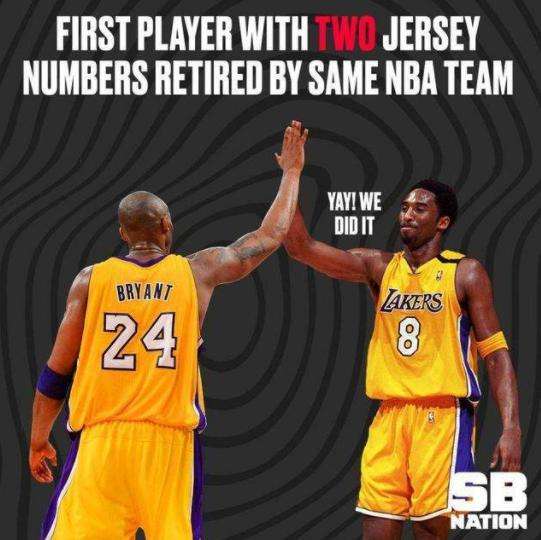 FIRST PLAYER WITH TWO JERSEY
NUMBERS RETIRED BY SAME NBA TEAM
YAY! WE
DID IT
BRYANT
24
LAKERS
8
SB
NATION